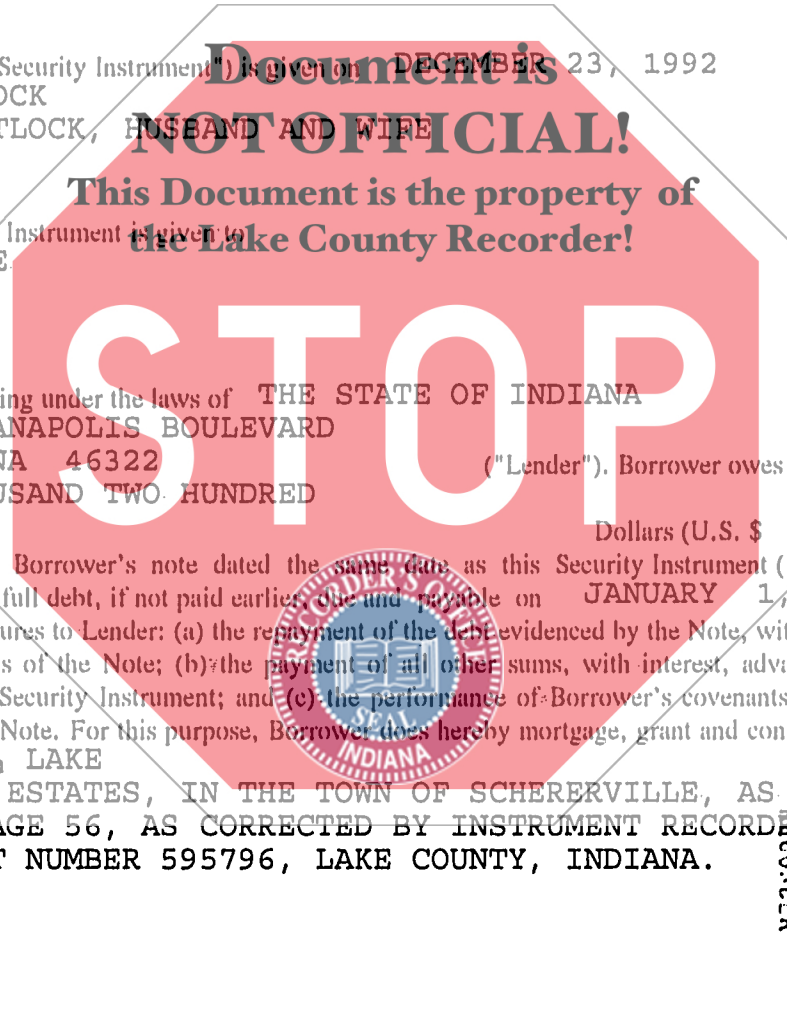 Document is
Security Instrument") is given on DECEMBER 23, 1992
OCK
TLOCK, HUSBAND AND WIFE
NOT OFFICIAL!
This Document is the property of
Instrument is given to
the Lake County Recorder!
E
STOP
ing under the laws of THE STATE OF INDIANA
ANAPOLIS BOULEVARD
NA 46322
("Lender"). Borrower owes
USAND TWO HUNDRED
Dollars (U.S. $
Borrower's note dated the same date as this Security Instrument (
full debt, if not paid earlier, due and payable on JANUARY 1,
ures to Lender: (a) the repayment of the debt evidenced by the Note, wit
s of the Note; (b) the payment of all other sums, with interest, adva
Security Instrument; and (c) the performance of Borrower's covenants
Note. For this purpose, Borrower does hereby mortgage, grant and con
LAKE
RECORDER'S OFFICE
SEAL
INDIANA
ESTATES, IN THE TOWN OF SCHERERVILLE, AS
AGE 56, AS CORRECTED BY INSTRUMENT RECORDE
T NUMBER 595796, LAKE COUNTY, INDIANA.